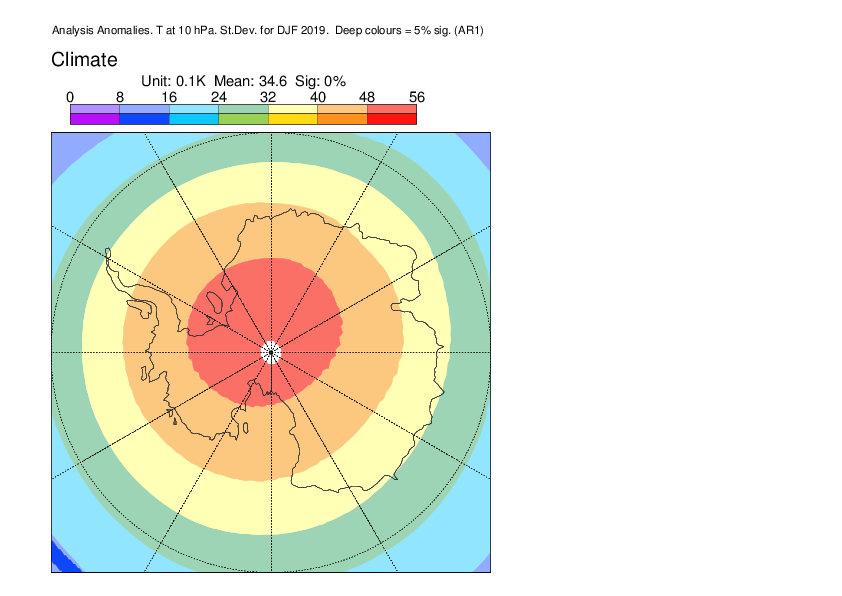 Analysis Anomalies. T at 10 hPa. St.Dev. for DJF 2019. Deep colours = 5% sig. (AR1)
Climate
Unit: 0.1K Mean: 34.6 Sig: 0%
0 8 16 24 32 40 48 56